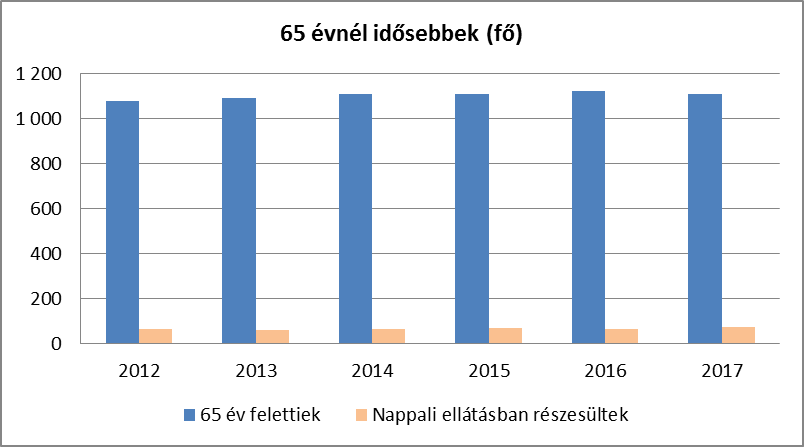 65 évnél idősebbek (fő)
1 200
1 000
800
600
400
200
0
2012 2013 2014 2015 2016 2017
65 év felettiek Nappali ellátásban részesültek